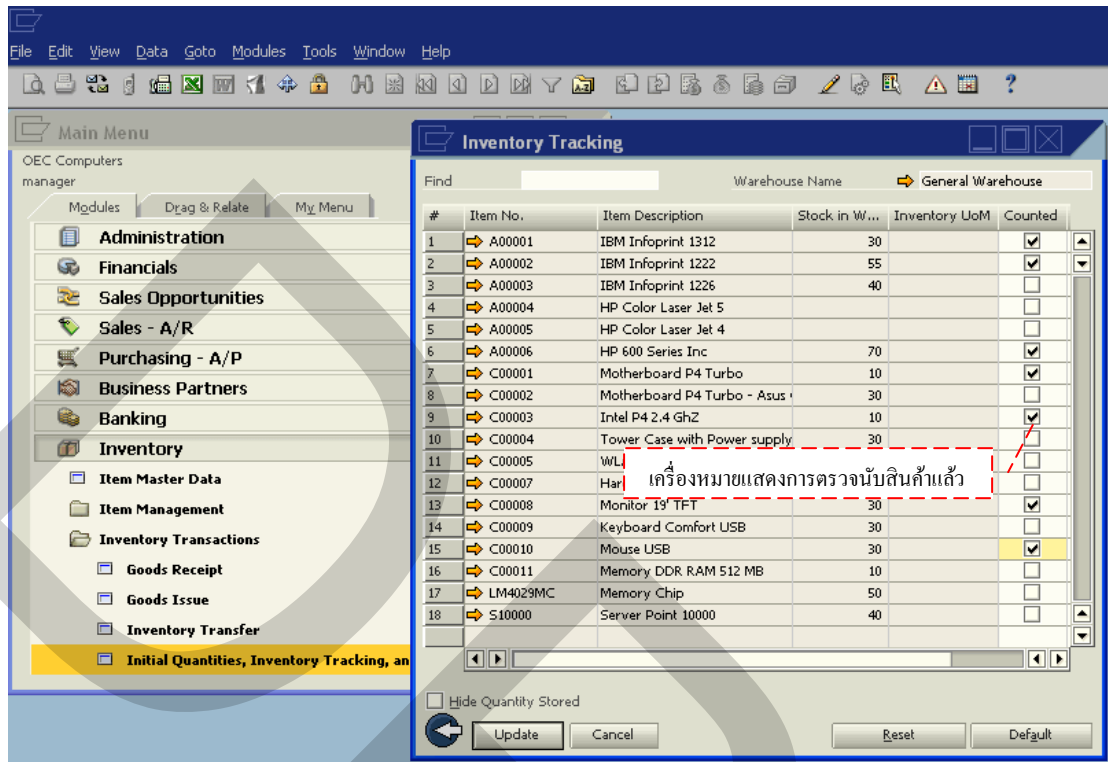 File Edit View Data Goto Modules Tools Window Help
Main Menu
OEC Computers
manager
Modules Drag & Relate My Menu
Administration
Financials
Sales Opportunities
Sales - A/R
Purchasing - A/P
Business Partners
Banking
Inventory
Item Master Data
Item Management
Inventory Transactions
Goods Receipt
Goods Issue
Inventory Transfer
Initial Quantities, Inventory Tracking, an
Inventory Tracking
Find Warehouse Name General Warehouse
# Item No. Item Description Stock in W... Inventory UoM Counted
1 A00001 IBM Infoprint 1312 30
2 A00002 IBM Infoprint 1222 55
3 A00003 IBM Infoprint 1226 40
4 A00004 HP Color Laser Jet 5
5 A00005 HP Color Laser Jet 4
6 A00006 HP 600 Series Inc 70
7 C00001 Motherboard P4 Turbo 10
8 C00002 Motherboard P4 Turbo - Asus 30
9 C00003 Intel P4 2.4 GhZ 10
10 C00004 Tower Case with Power supply 30
11 C00005 WL
12 C00007 Har
เครื่องหมายแสดงการตรวจนับสินค้าแล้ว
13 C00008 Monitor 19' TFT 30
14 C00009 Keyboard Comfort USB 30
15 C00010 Mouse USB 30
16 C00011 Memory DDR RAM 512 MB 10
17 LM4029MC Memory Chip 50
18 S10000 Server Point 10000 40
Hide Quantity Stored
Update Cancel Reset Default